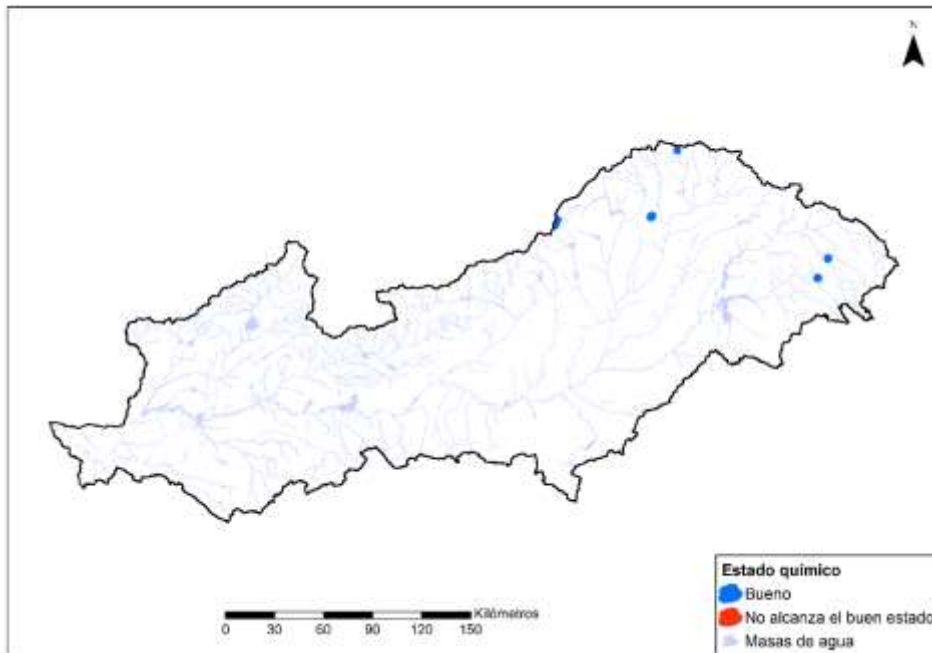 N
Kilómetros
0 30 60 90 120 150
Estado químico
Bueno
No alcanza el buen estado
Masas de agua